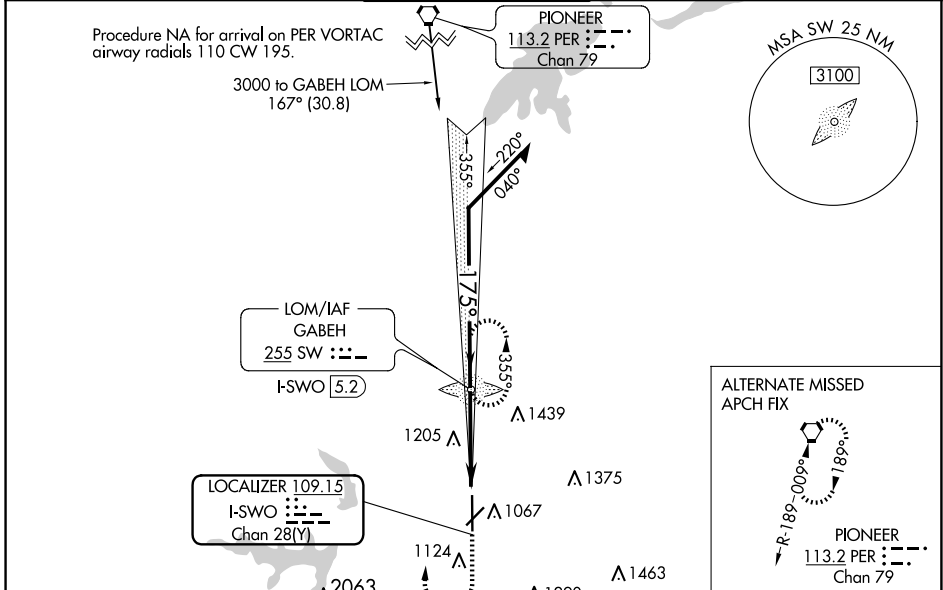 Procedure NA for arrival on PER VORTAC
airway radials 110 CW 195.
3000 to GABEH LOM
167° (30.8)
PIONEER
113.2 PER
Chan 79
MSA SW 25 NM
3100
355°
220°
040°
175°
LOM/IAF
GABEH
255 SW
I-SWO 5.2
355°
1439
1205
1375
LOCALIZER 109.15
I-SWO
Chan 28(Y)
1067
1124
1463
2063
ALTERNATE MISSED
APCH FIX
R-189
009°
189°
PIONEER
113.2 PER
Chan 79